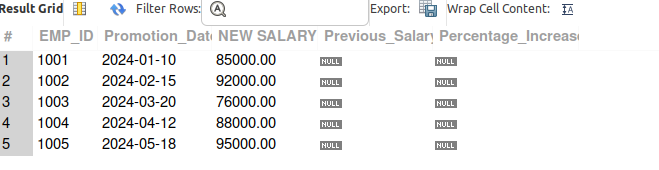 Result Grid Filter Rows: Export: Wrap Cell Content:
# EMP_ID Promotion_Date NEW SALARY Previous_Salary Percentage_Increase
1 1001 2024-01-10 85000.00 NULL NULL
2 1002 2024-02-15 92000.00 NULL NULL
3 1003 2024-03-20 76000.00 NULL NULL
4 1004 2024-04-12 88000.00 NULL NULL
5 1005 2024-05-18 95000.00 NULL NULL